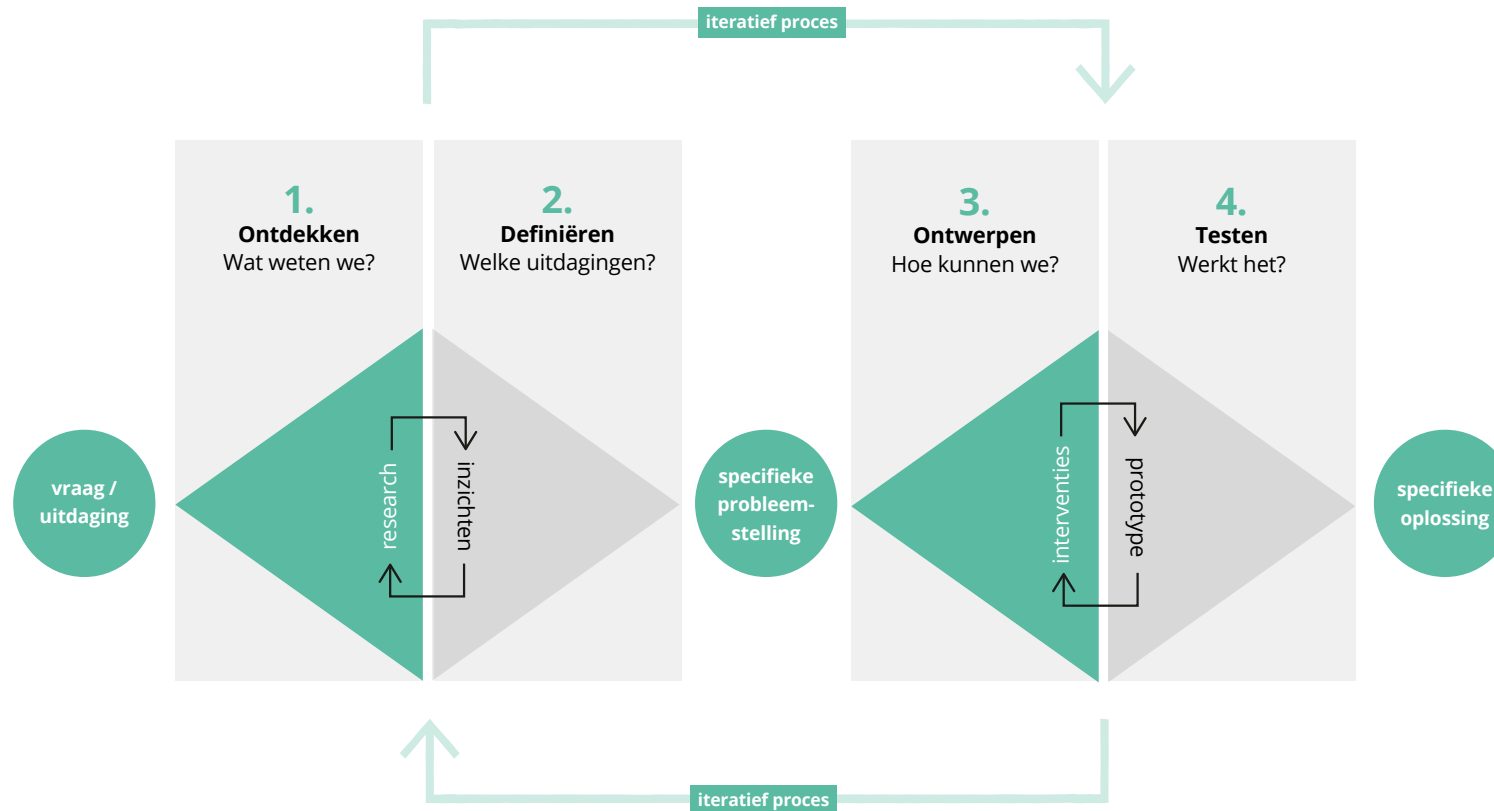 iteratief proces
1.
Ontdekken
Wat weten we?
2.
Definiëren
Welke uitdagingen?
3.
Ontwerpen
Hoe kunnen we?
4.
Testen
Werkt het?
vraag /
uitdaging
research
inzichten
specifieke
probleem-
stelling
interventies
prototype
specifieke
oplossing
iteratief proces